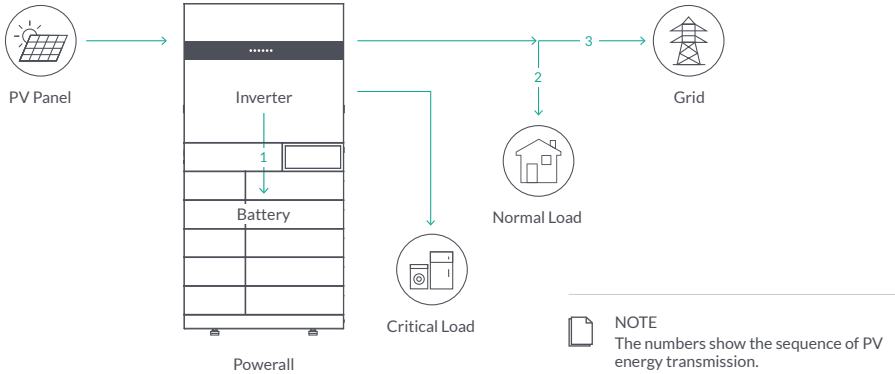 3
2
PV Panel
Inverter
Grid
1
Battery
Normal Load
Critical Load
NOTE
The numbers show the sequence of PV
energy transmission.
Powerall